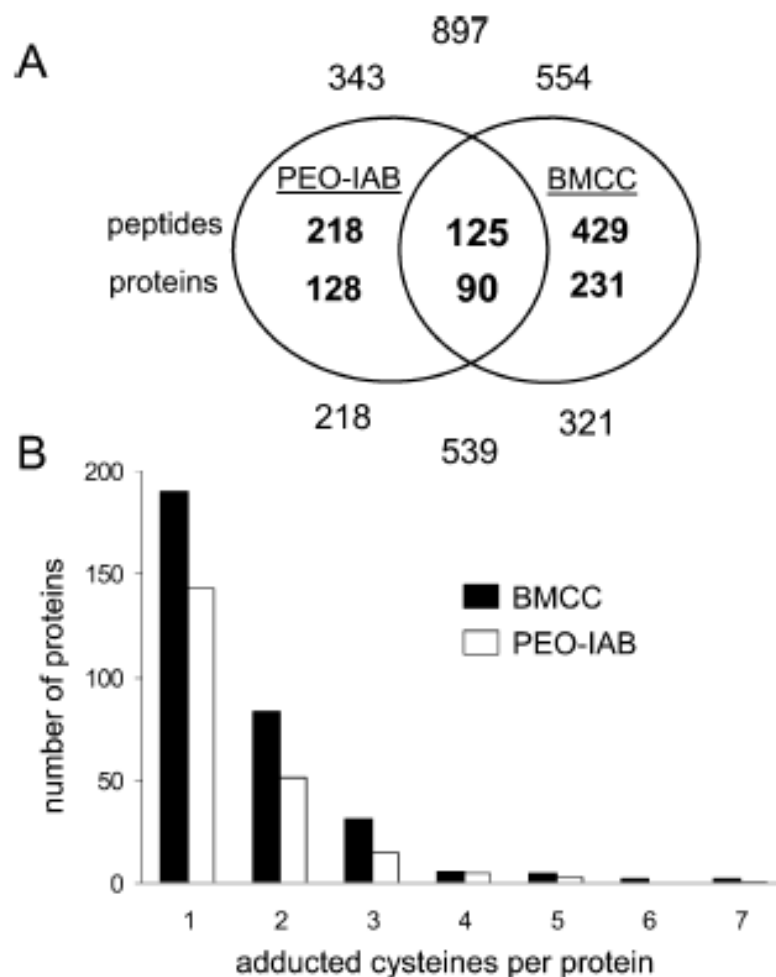 A
897
343 554
PEO-IAB BMCC
peptides 218 125 429
proteins 128 90 231
218 321
539
B
200
150
100
50
0
number of proteins
BMCC
PEO-IAB
1 2 3 4 5 6 7
adducted cysteines per protein